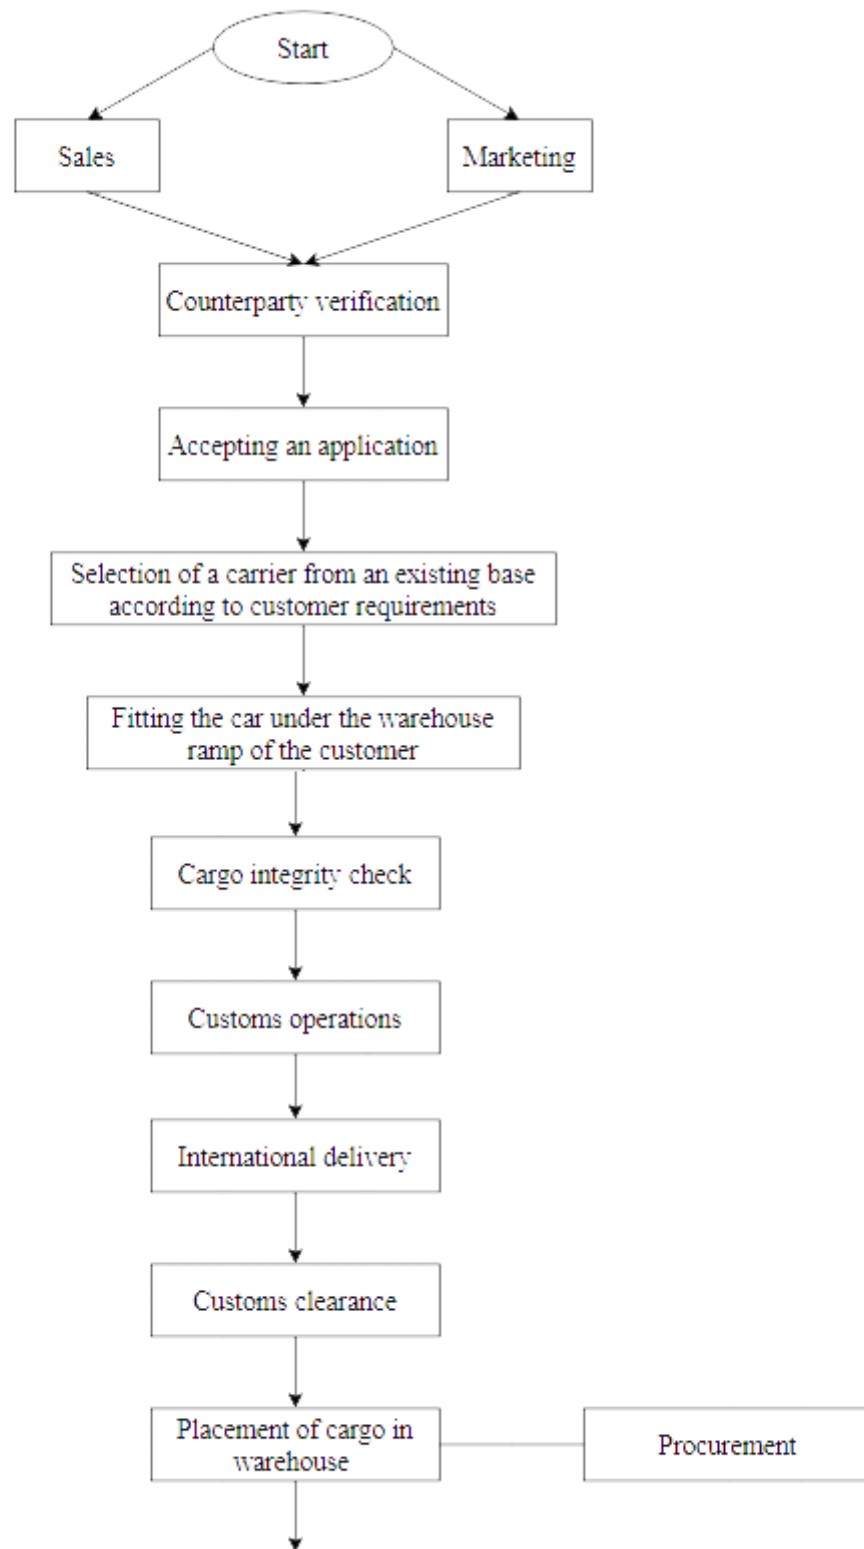 Start
Sales
Marketing
Counterparty verification
Accepting an application
Selection of a carrier from an existing base
according to customer requirements
Fitting the car under the warehouse
ramp of the customer
Cargo integrity check
Customs operations
International delivery
Customs clearance
Placement of cargo in
warehouse
Procurement